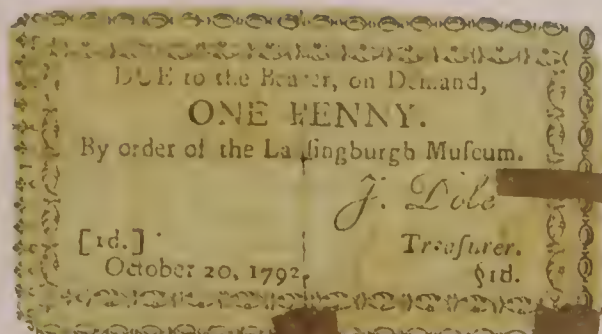 DUE to the Bearer, on Demand,
ONE PENNY.
By order of the Lansingburgh Muſeum.
J. Dole
[1d.]
Treaſurer.
October 20, 1792.
§1d.